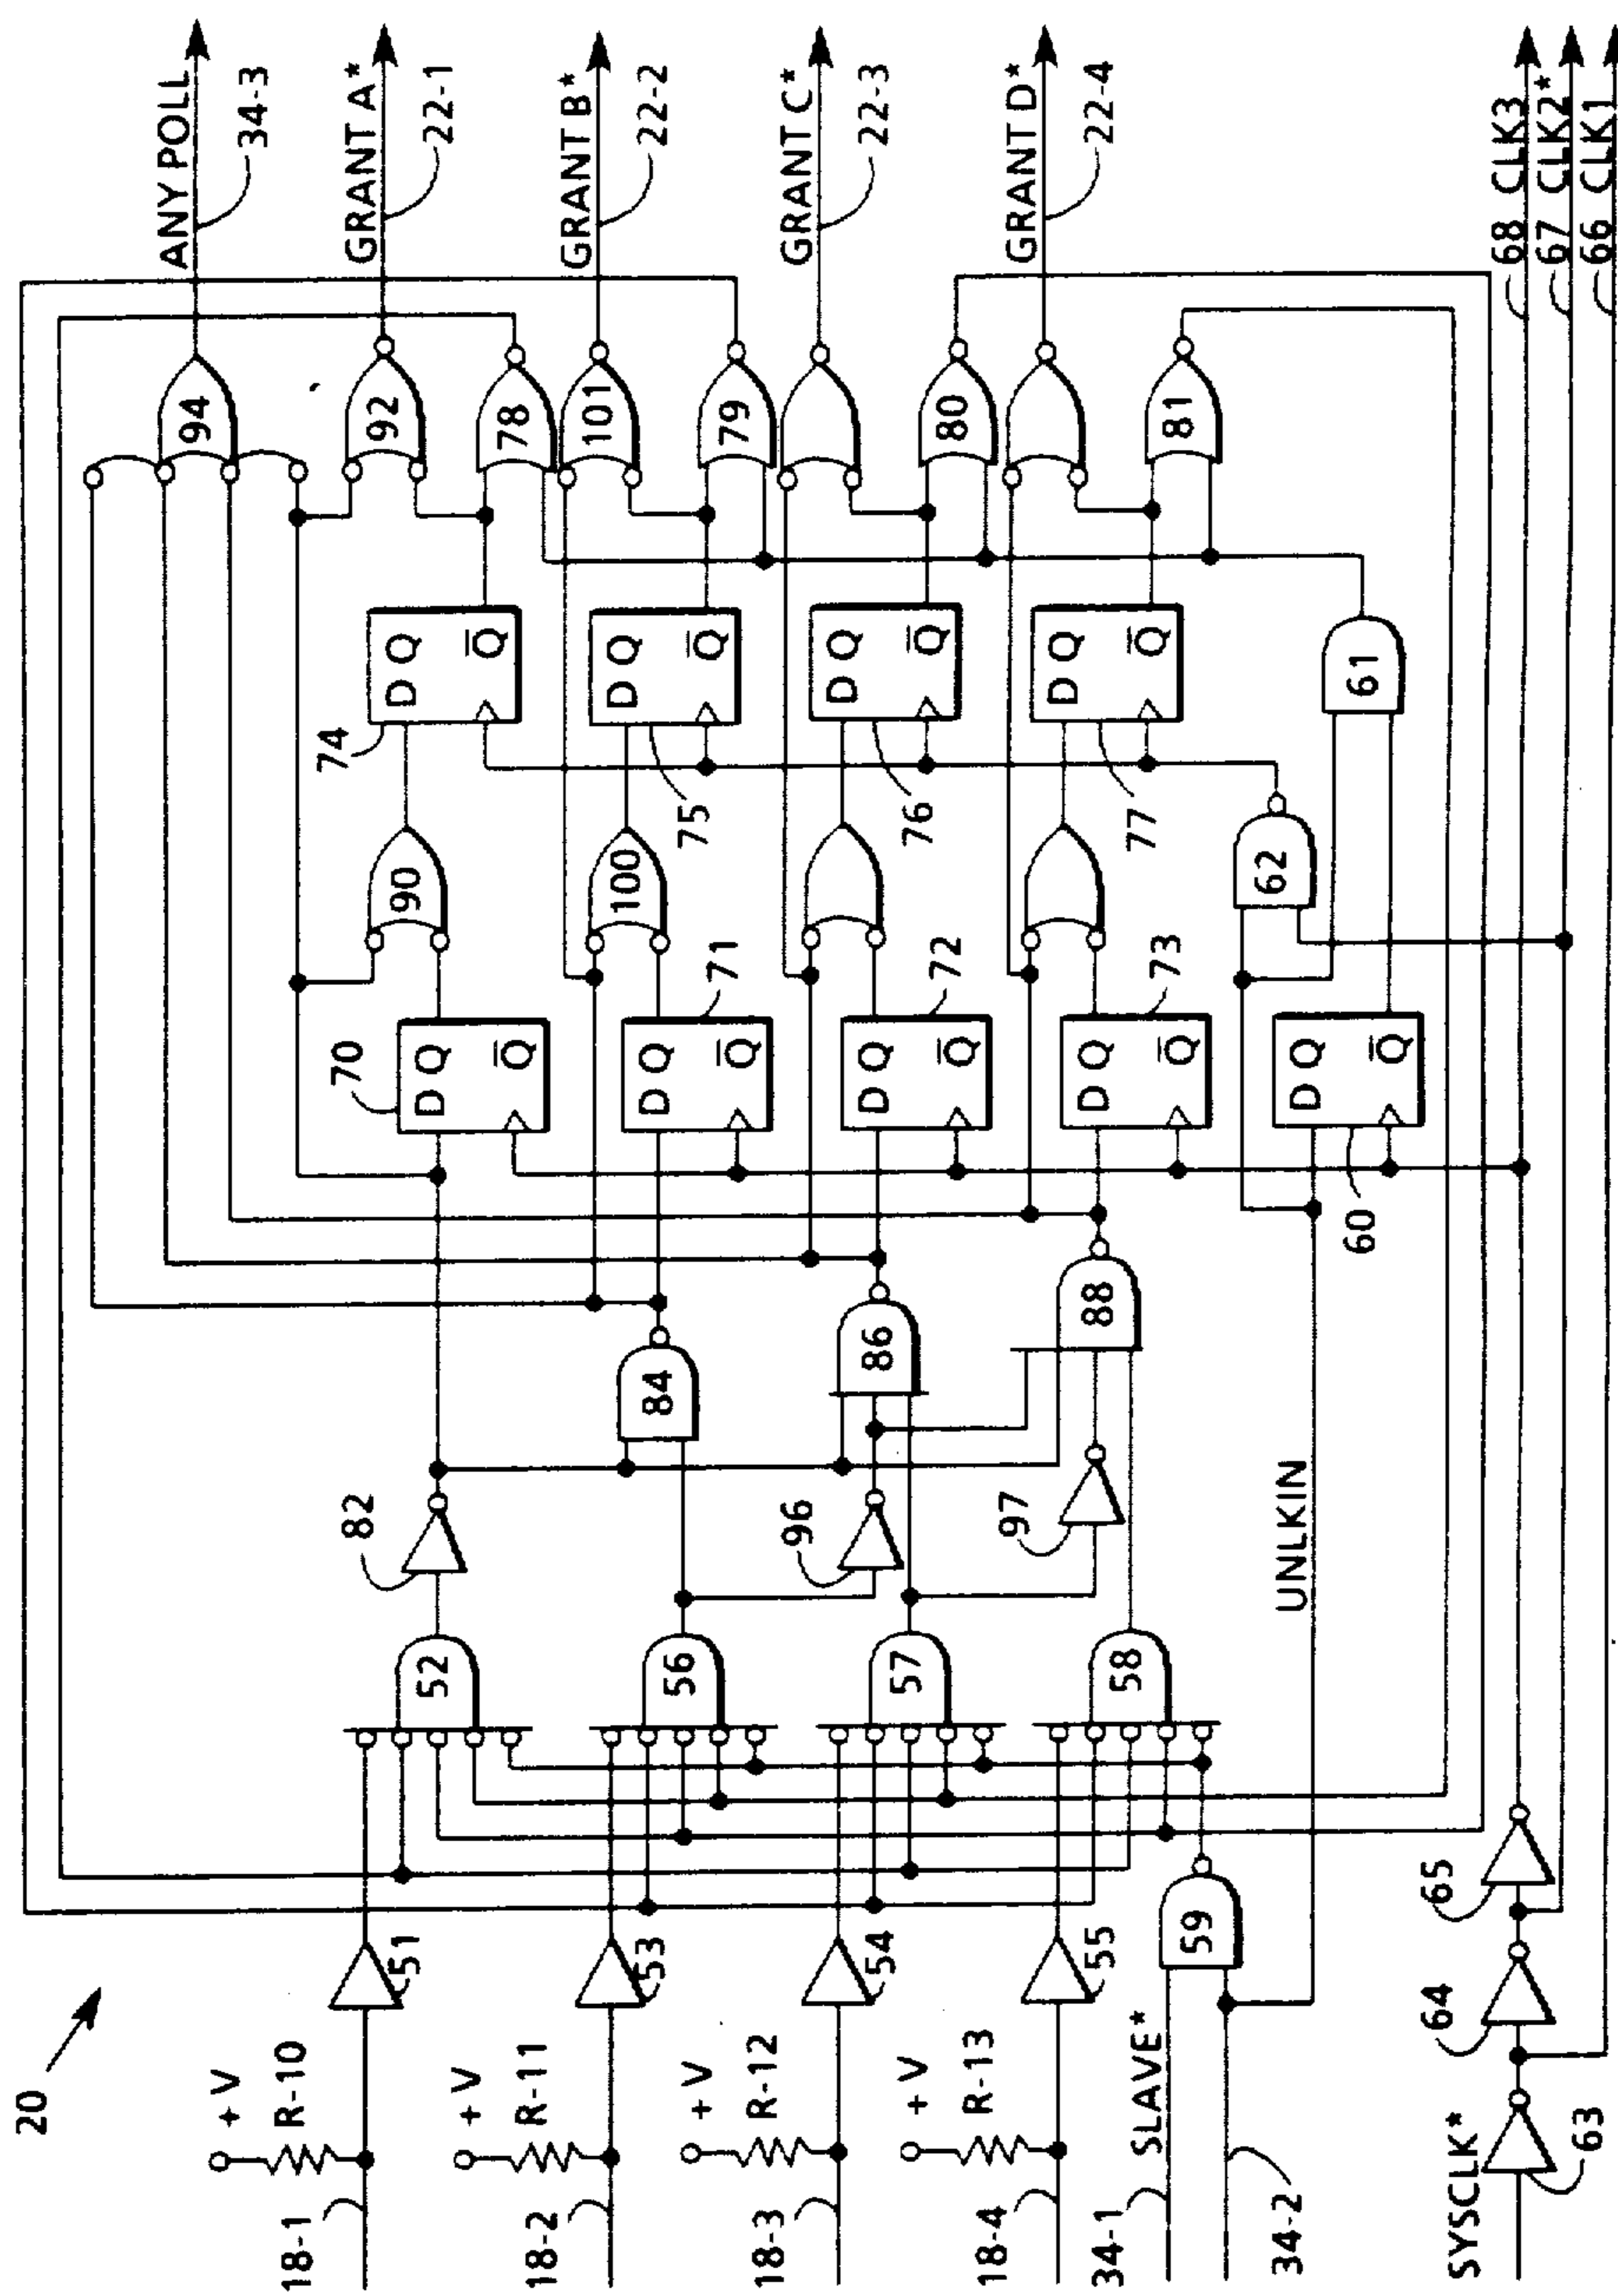 20
+V
R-10
18-1
51
+V
R-11
18-2
53
+V
R-12
18-3
54
+V
R-13
18-4
55
SLAVE*
34-1
34-2
59
SYSCLK*
63
64
65
52
56
57
58
82
96
97
UNLKIN
84
86
88
70
D Q
Q̅
71
D Q
Q̅
72
D Q
Q̅
73
D Q
Q̅
60
D Q
Q̅
90
100
62
61
74
D Q
Q̅
75
D Q
Q̅
76
D Q
Q̅
77
D Q
Q̅
94
92
78
101
79
80
81
ANY POLL
34-3
GRANT A*
22-1
GRANT B*
22-2
GRANT C*
22-3
GRANT D*
22-4
68 CLK3
67 CLK2*
66 CLK1